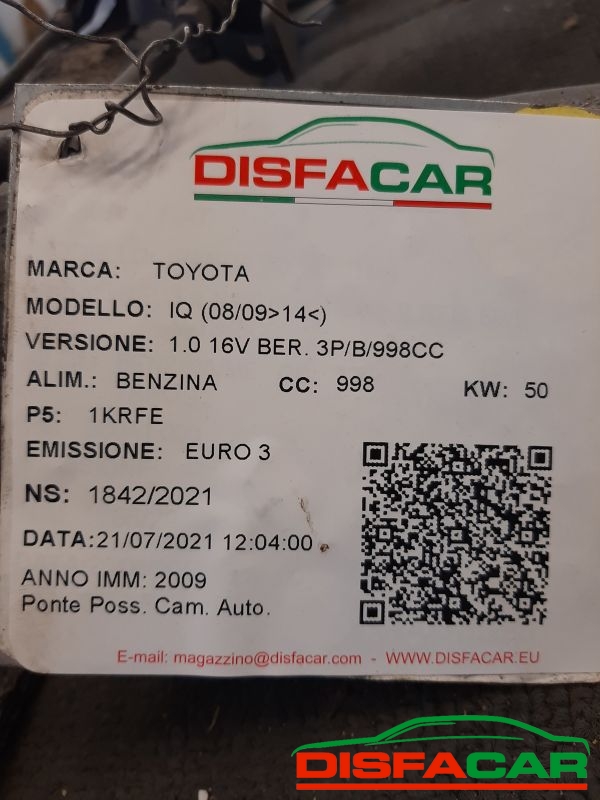 DISFACAR
MARCA: TOYOTA
MODELLO: IQ (08/09>14<)
VERSIONE: 1.0 16V BER. 3P/B/998CC
ALIM.: BENZINA CC: 998 KW: 50
P5: 1KRFE
EMISSIONE: EURO 3
NS: 1842/2021
DATA:21/07/2021 12:04:00
ANNO IMM: 2009
Ponte Poss. Cam. Auto.
E-mail: magazzino@disfacar.com - WWW.DISFACAR.EU
DISFACAR